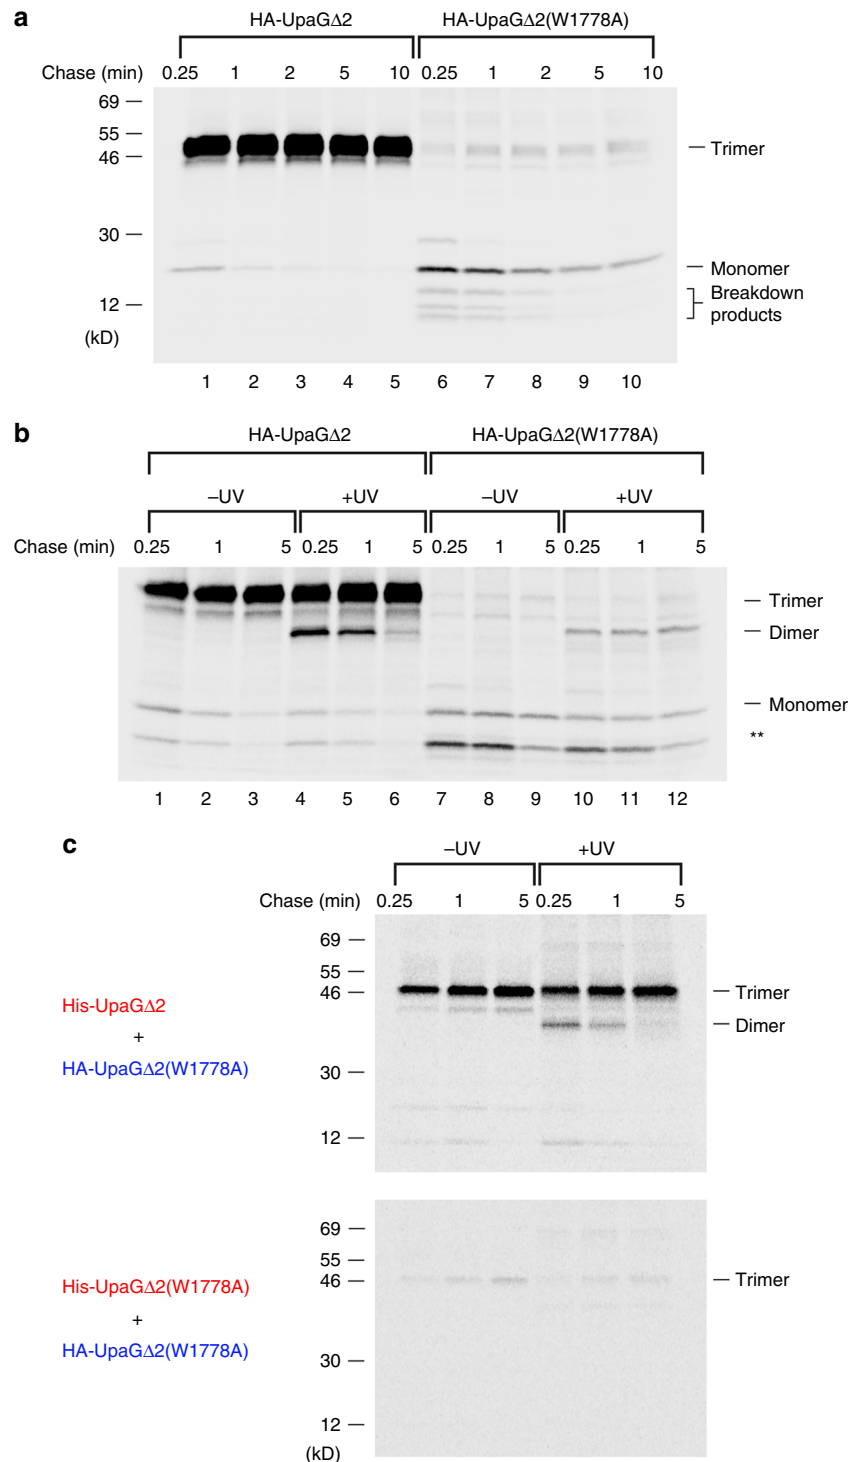 a
HA-UpaGΔ2 HA-UpaGΔ2(W1778A)
Chase (min) 0.25 1 2 5 10 0.25 1 2 5 10
69
55
46
Trimer
30
Monomer
Breakdown
products
12
(kD)
1 2 3 4 5 6 7 8 9 10
b
HA-UpaGΔ2 HA-UpaGΔ2(W1778A)
–UV +UV –UV +UV
Chase (min) 0.25 1 5 0.25 1 5 0.25 1 5 0.25 1 5
Trimer
Dimer
Monomer
**
1 2 3 4 5 6 7 8 9 10 11 12
c
–UV +UV
Chase (min) 0.25 1 5 0.25 1 5
69
55
46
Trimer
His-UpaGΔ2
Dimer
+
HA-UpaGΔ2(W1778A)
30
12
69
55
46
Trimer
His-UpaGΔ2(W1778A)
+
HA-UpaGΔ2(W1778A)
30
12
(kD)